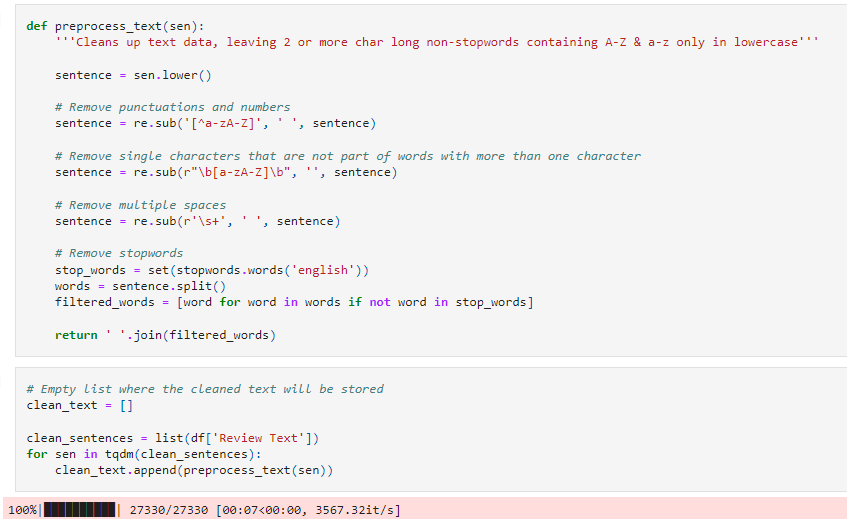 def preprocess_text(sen):
    '''Cleans up text data, leaving 2 or more char long non-stopwords containing A-Z & a-z only in lowercase'''
    sentence = sen.lower()
    # Remove punctuations and numbers
    sentence = re.sub('[^a-zA-Z]', ' ', sentence)
    # Remove single characters that are not part of words with more than one character
    sentence = re.sub(r"\b[a-zA-Z]\b", '', sentence)
    # Remove multiple spaces
    sentence = re.sub(r'\s+', ' ', sentence)
    # Remove stopwords
    stop_words = set(stopwords.words('english'))
    words = sentence.split()
    filtered_words = [word for word in words if not word in stop_words]
    return ' '.join(filtered_words)
# Empty list where the cleaned text will be stored
clean_text = []
clean_sentences = list(df['Review Text'])
for sen in tqdm(clean_sentences):
    clean_text.append(preprocess_text(sen))
100%|██████████| 27330/27330 [00:07<00:00, 3567.32it/s]